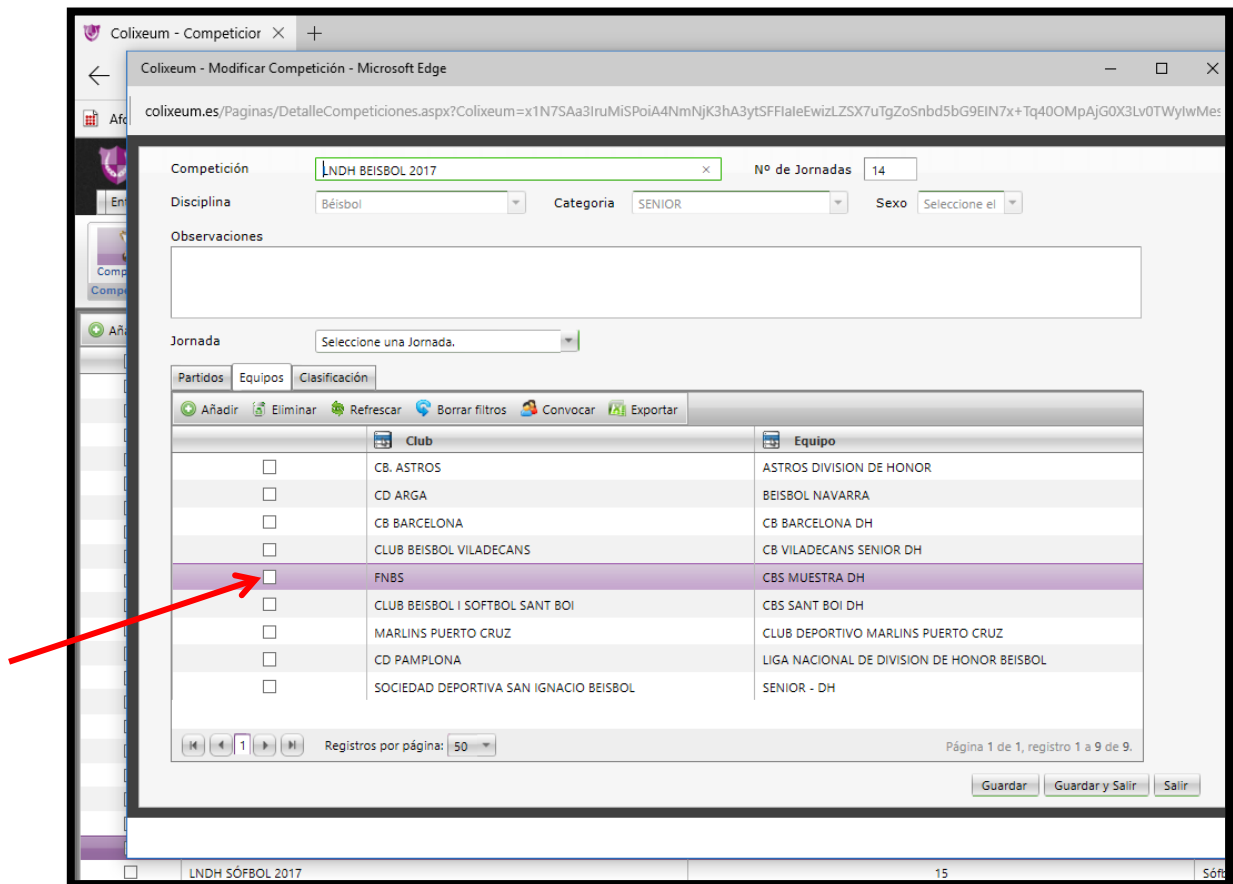 Colixeum - Competicior
Colixeum - Modificar Competición - Microsoft Edge
colixeum.es/Paginas/DetalleCompeticiones.aspx?Colixeum=
Competición LNDH BEISBOL 2017 Nº de Jornadas 14
Disciplina Béisbol Categoria SENIOR Sexo Seleccione el
Observaciones
Jornada Seleccione una Jornada.
Partidos Equipos Clasificación
Añadir Eliminar Refrescar Borrar filtros Convocar Exportar
Club Equipo
CB. ASTROS ASTROS DIVISION DE HONOR
CD ARGA BEISBOL NAVARRA
CB BARCELONA CB BARCELONA DH
CLUB BEISBOL VILADECANS CB VILADECANS SENIOR DH
FNBS CBS MUESTRA DH
CLUB BEISBOL I SOFTBOL SANT BOI CBS SANT BOI DH
MARLINS PUERTO CRUZ CLUB DEPORTIVO MARLINS PUERTO CRUZ
CD PAMPLONA LIGA NACIONAL DE DIVISION DE HONOR BEISBOL
SOCIEDAD DEPORTIVA SAN IGNACIO BEISBOL SENIOR - DH
1 Registros por página: 50 Página 1 de 1, registro 1 a 9 de 9.
Guardar Guardar y Salir Salir
LNDH SÓFBOL 2017 15